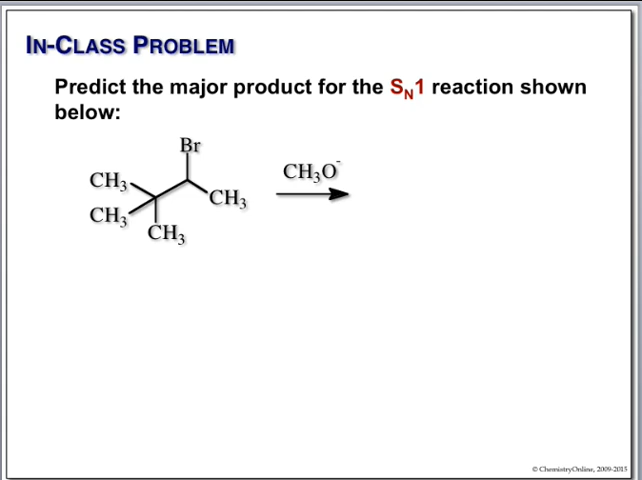 IN-CLASS PROBLEM
Predict the major product for the SN1 reaction shown
below:
Br
CH3
CH3O-
CH3
CH3
CH3
© ChemistryOnline, 2009-2015